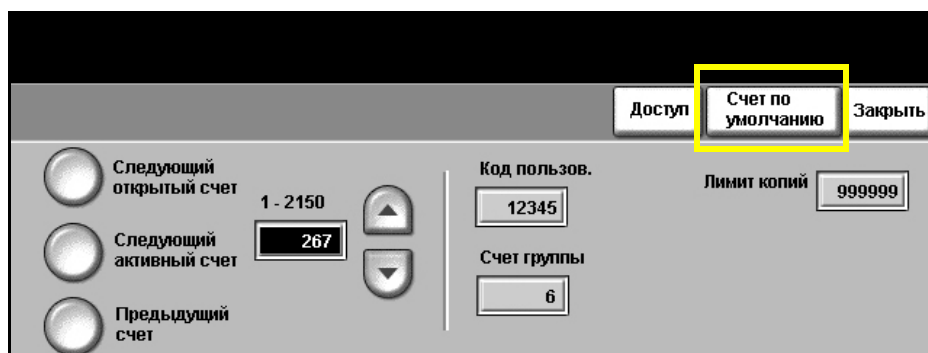 Доступ
Счет по
умолчанию
Закрыть
Следующий
открытый счет
Следующий
активный счет
Предыдущий
счет
1 - 2150
267
Код пользов.
12345
Счет группы
6
Лимит копий
999999